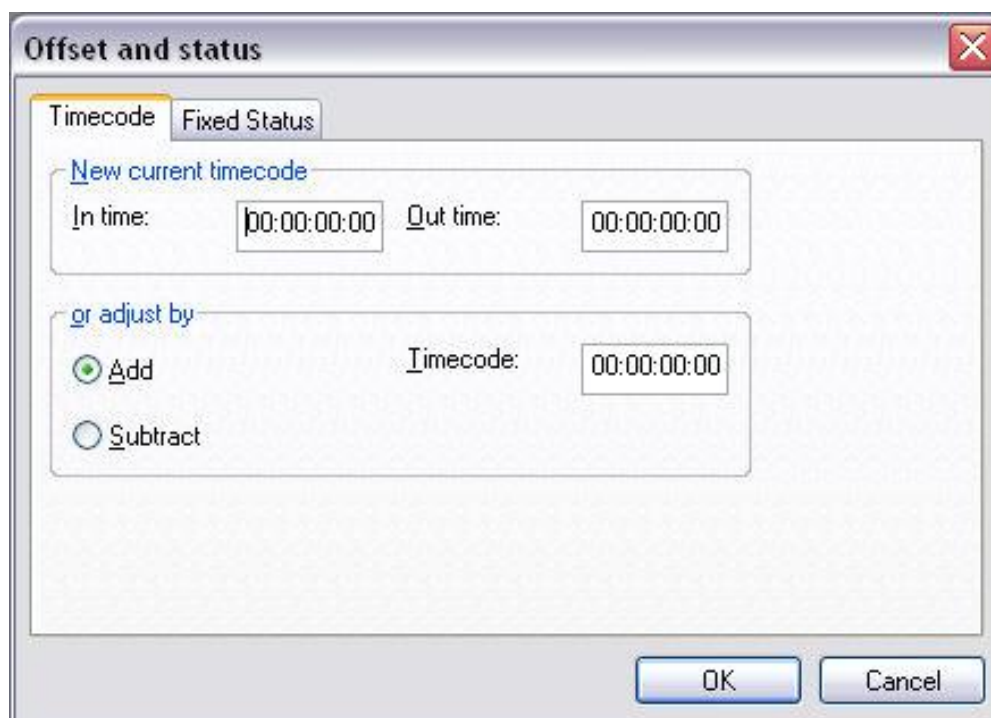 Offset and status
Timecode Fixed Status
New current timecode
In time: 00:00:00:00 Out time: 00:00:00:00
or adjust by
Add Timecode: 00:00:00:00
Subtract
OK Cancel